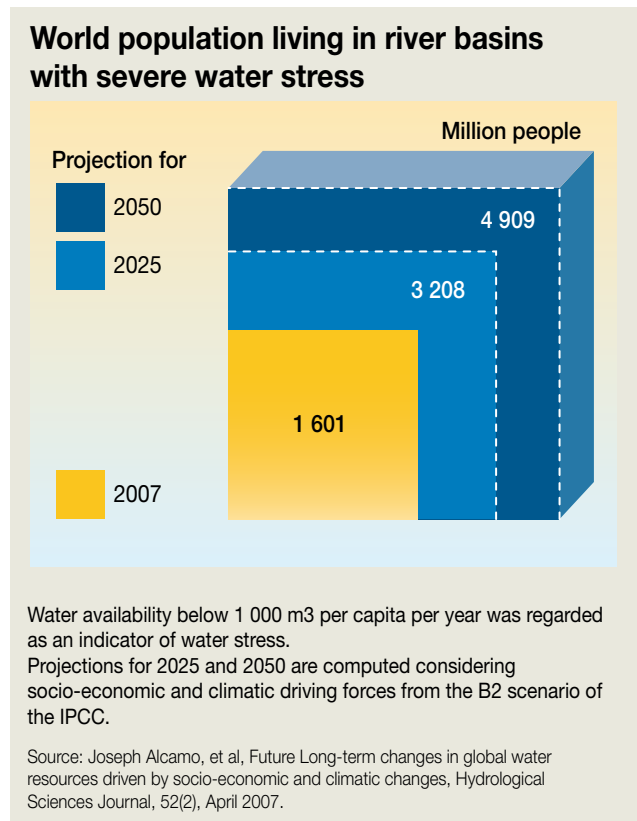 World population living in river basins
with severe water stress
Million people
Projection for
2050
2025
2007
4 909
3 208
1 601
Water availability below 1 000 m3 per capita per year was regarded
as an indicator of water stress.
Projections for 2025 and 2050 are computed considering
socio-economic and climatic driving forces from the B2 scenario of
the IPCC.
Source: Joseph Alcamo, et al, Future Long-term changes in global water
resources driven by socio-economic and climatic changes, Hydrological
Sciences Journal, 52(2), April 2007.